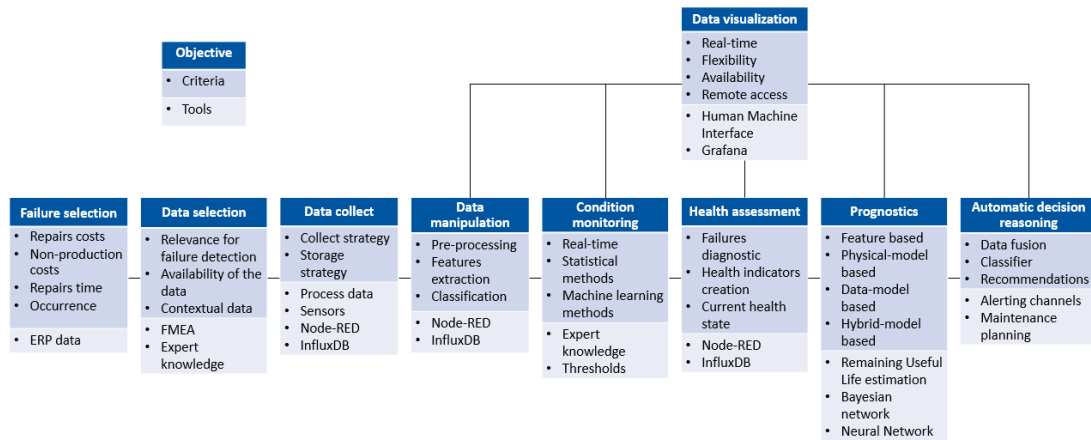 Data visualization
• Real-time
• Flexibility
• Availability
• Remote access
• Human Machine
Interface
• Grafana
Objective
• Criteria
• Tools
Failure selection
• Repairs costs
• Non-production
costs
• Repairs time
• Occurrence
• ERP data
Data selection
• Relevance for
failure detection
• Availability of the
data
• Contextual data
• FMEA
• Expert
knowledge
Data collect
• Collect strategy
• Storage
strategy
• Process data
• Sensors
• Node-RED
• InfluxDB
Data
manipulation
• Pre-processing
• Features
extraction
• Classification
• Node-RED
• InfluxDB
Condition
monitoring
• Real-time
• Statistical
methods
• Machine learning
methods
• Expert
knowledge
• Thresholds
Health assessment
• Failures
diagnostic
• Health indicators
creation
• Current health
state
• Node-RED
• InfluxDB
Prognostics
• Feature based
• Physical-model
based
• Data-model
based
• Hybrid-model
based
• Remaining Useful
Life estimation
• Bayesian
network
• Neural Network
Automatic decision
reasoning
• Data fusion
• Classifier
• Recommendations
• Alerting channels
• Maintenance
planning